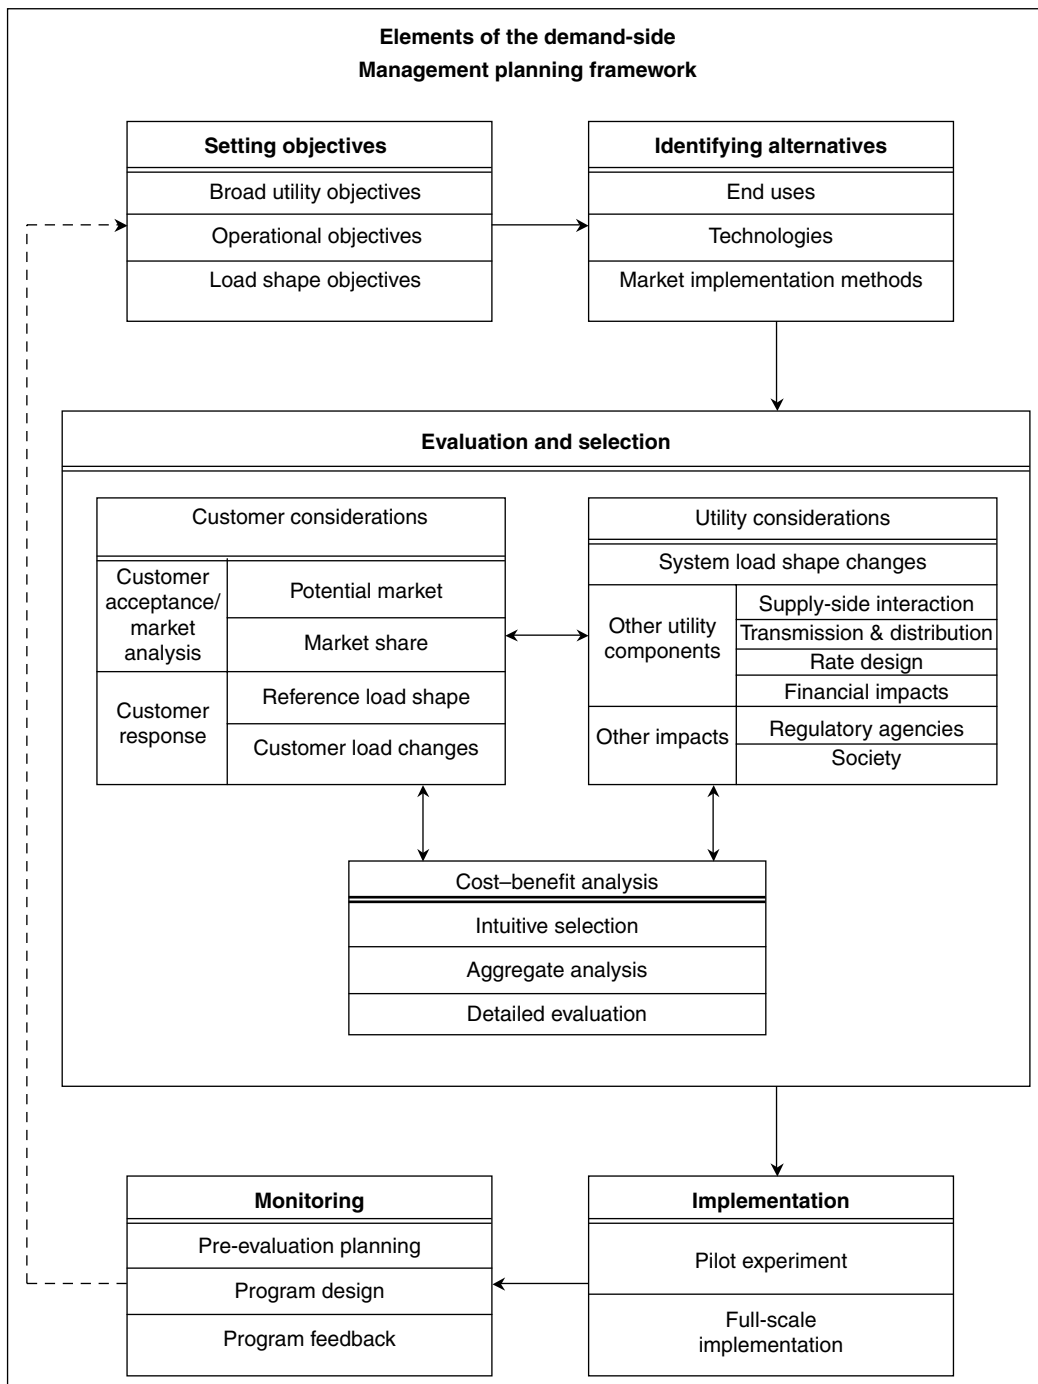 Elements of the demand-side
Management planning framework
Setting objectives
Broad utility objectives
Operational objectives
Load shape objectives
Identifying alternatives
End uses
Technologies
Market implementation methods
Evaluation and selection
Customer considerations
Customer
acceptance/
market
analysis
Potential market
Market share
Customer
response
Reference load shape
Customer load changes
Utility considerations
System load shape changes
Other utility
components
Supply-side interaction
Transmission & distribution
Rate design
Financial impacts
Other impacts
Regulatory agencies
Society
Cost–benefit analysis
Intuitive selection
Aggregate analysis
Detailed evaluation
Monitoring
Pre-evaluation planning
Program design
Program feedback
Implementation
Pilot experiment
Full-scale
implementation